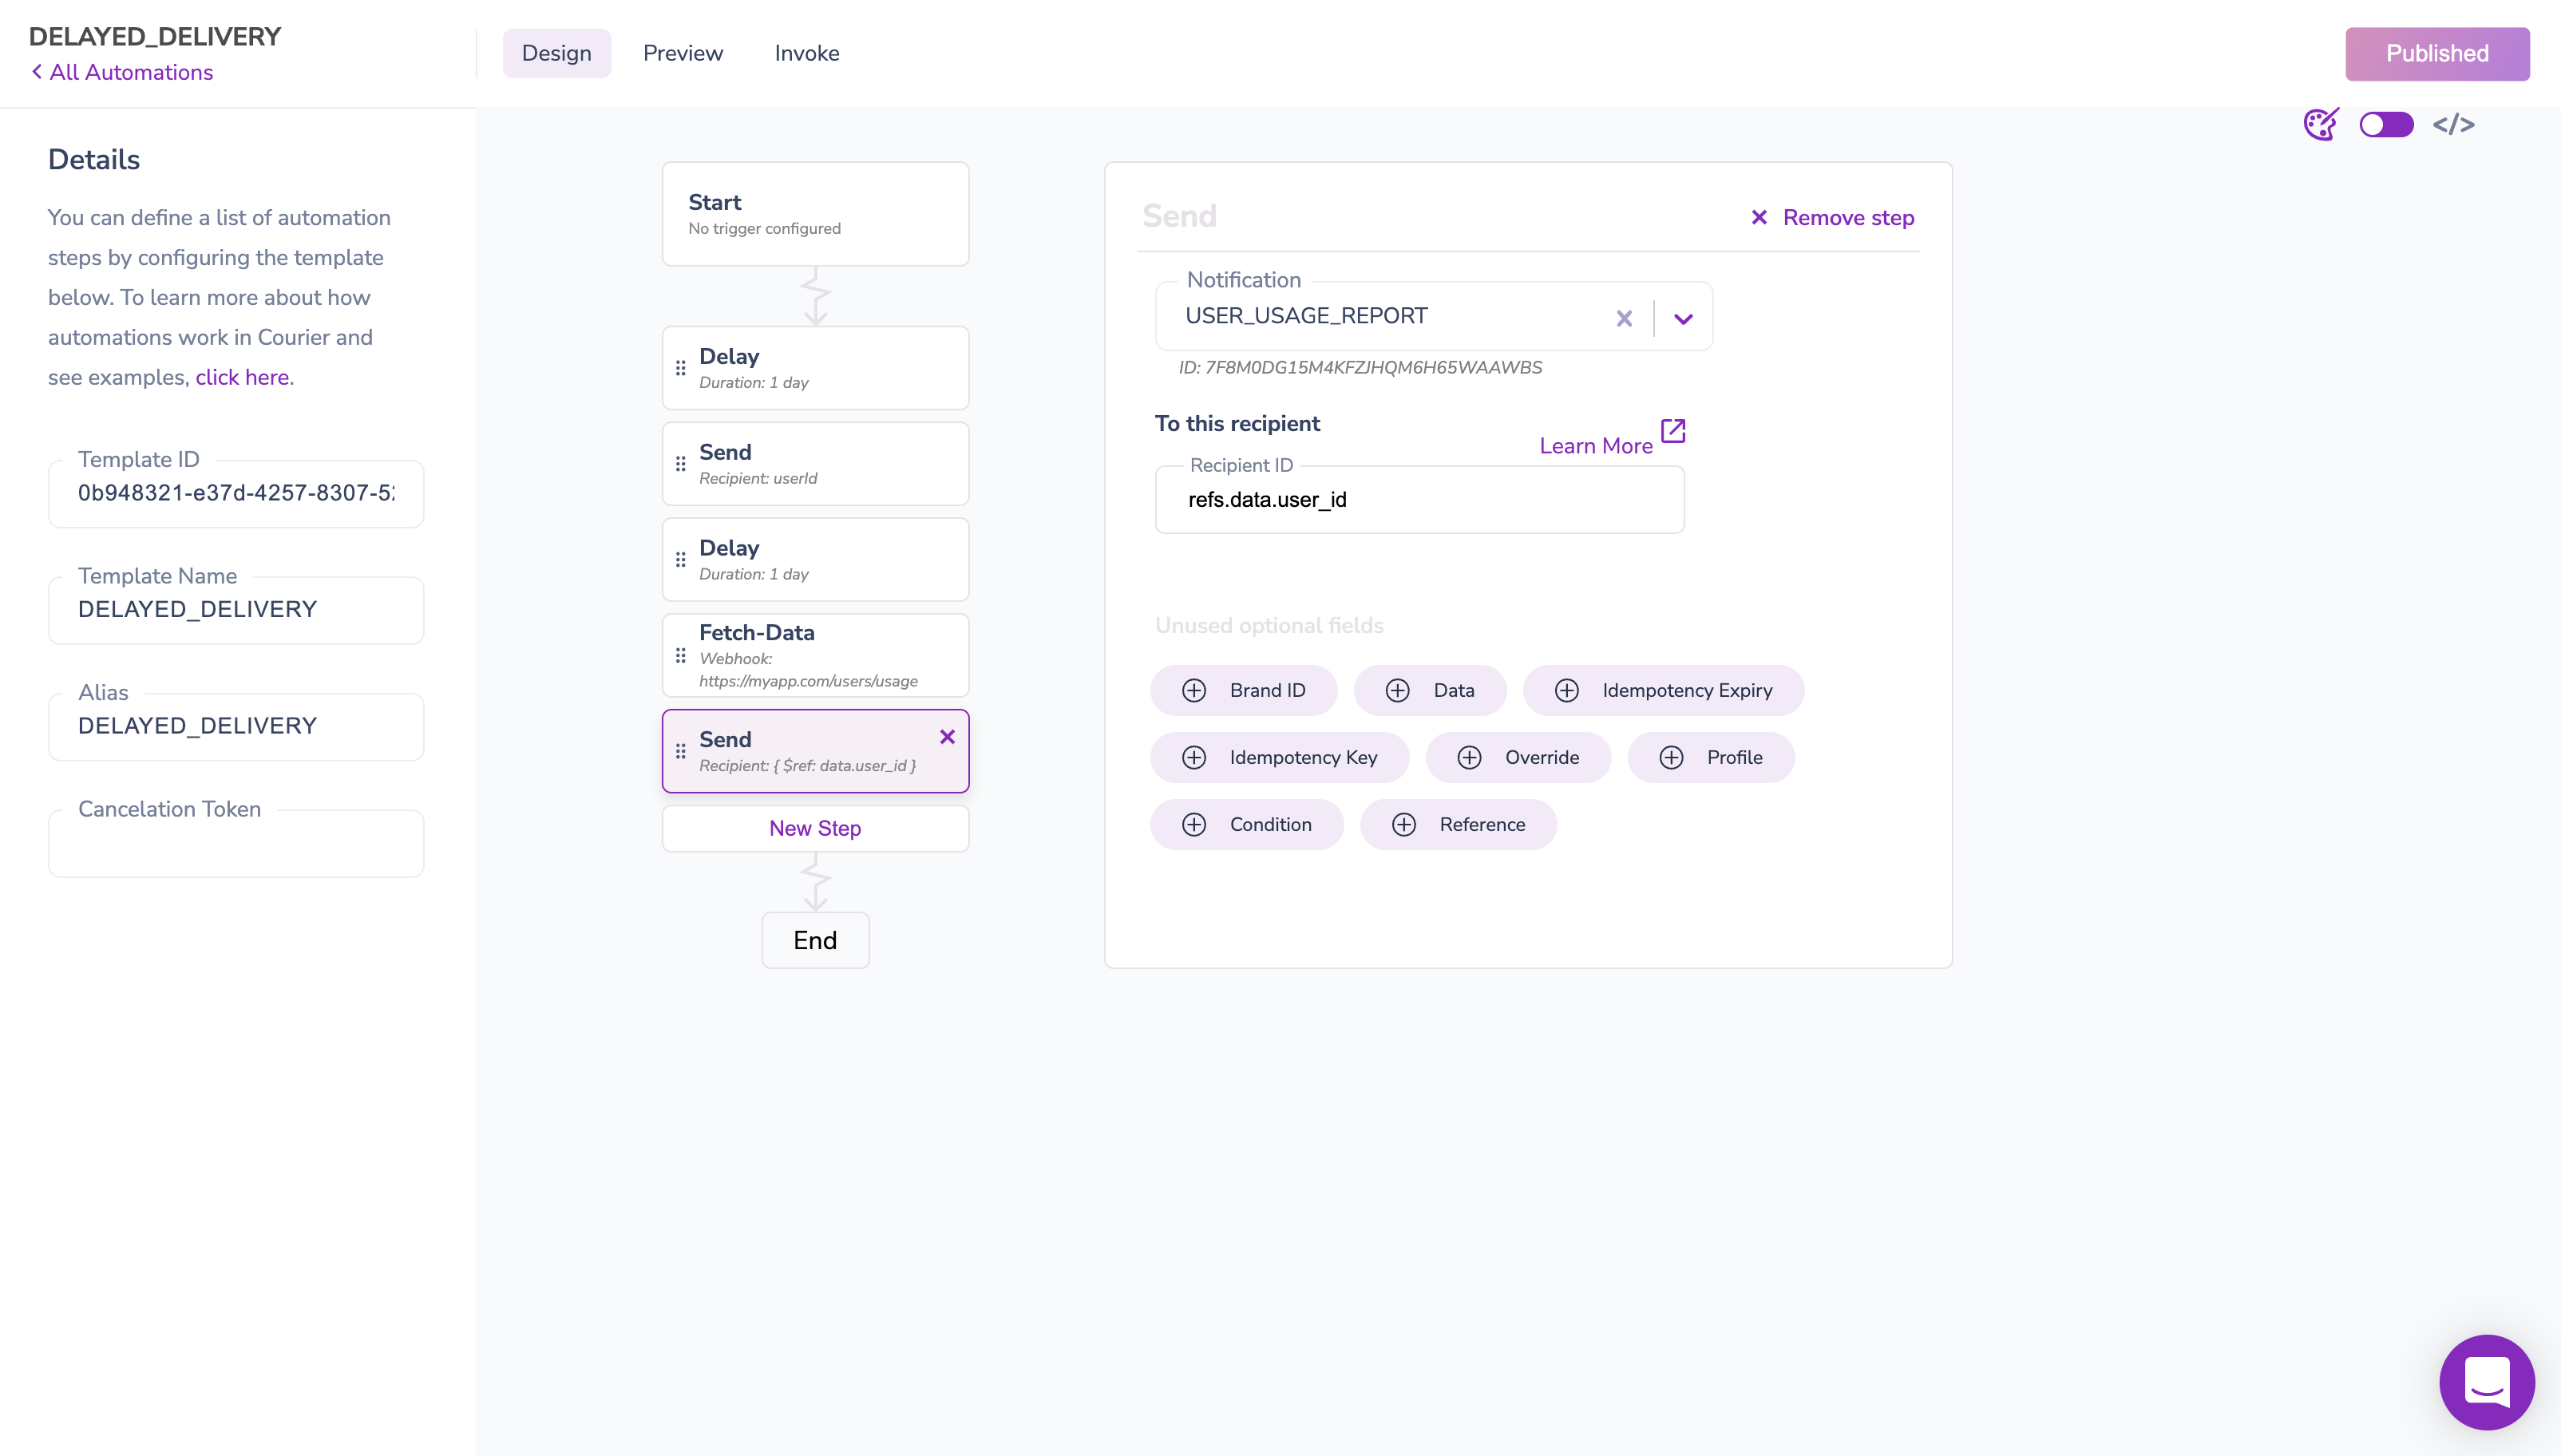 DELAYED_DELIVERY
All Automations
Design
Preview
Invoke
Published
Details
You can define a list of automation
steps by configuring the template
below. To learn more about how
automations work in Courier and
see examples, click here.
Template ID
0b948321-e37d-4257-8307-5
Template Name
DELAYED_DELIVERY
Alias
DELAYED_DELIVERY
Cancelation Token
Start
No trigger configured
Delay
Duration: 1 day
Send
Recipient: userId
Delay
Duration: 1 day
Fetch-Data
Webhook:
https://myapp.com/users/usage
Send
Recipient: { $ref: data.user_id }
New Step
End
</>
Send
Remove step
Notification
USER_USAGE_REPORT
ID: 7F8M0DG15M4KFZJHQM6H65WAAWBS
To this recipient
Learn More
Recipient ID
refs.data.user_id
Unused optional fields
Brand ID
Data
Idempotency Expiry
Idempotency Key
Override
Profile
Condition
Reference